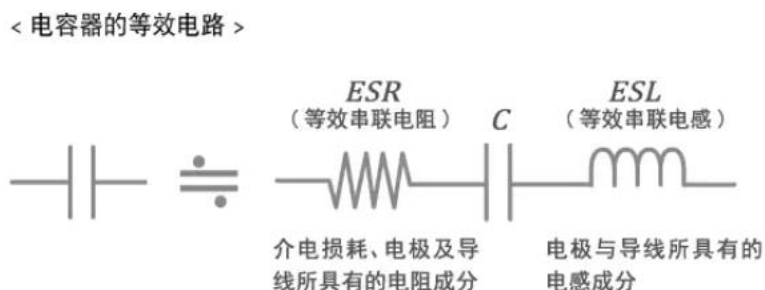 < 电容器的等效电路 >
ESR
（等效串联电阻）
C
ESL
（等效串联电感）
介电损耗、电极及导
线所具有的电阻成分
电极与导线所具有的
电感成分